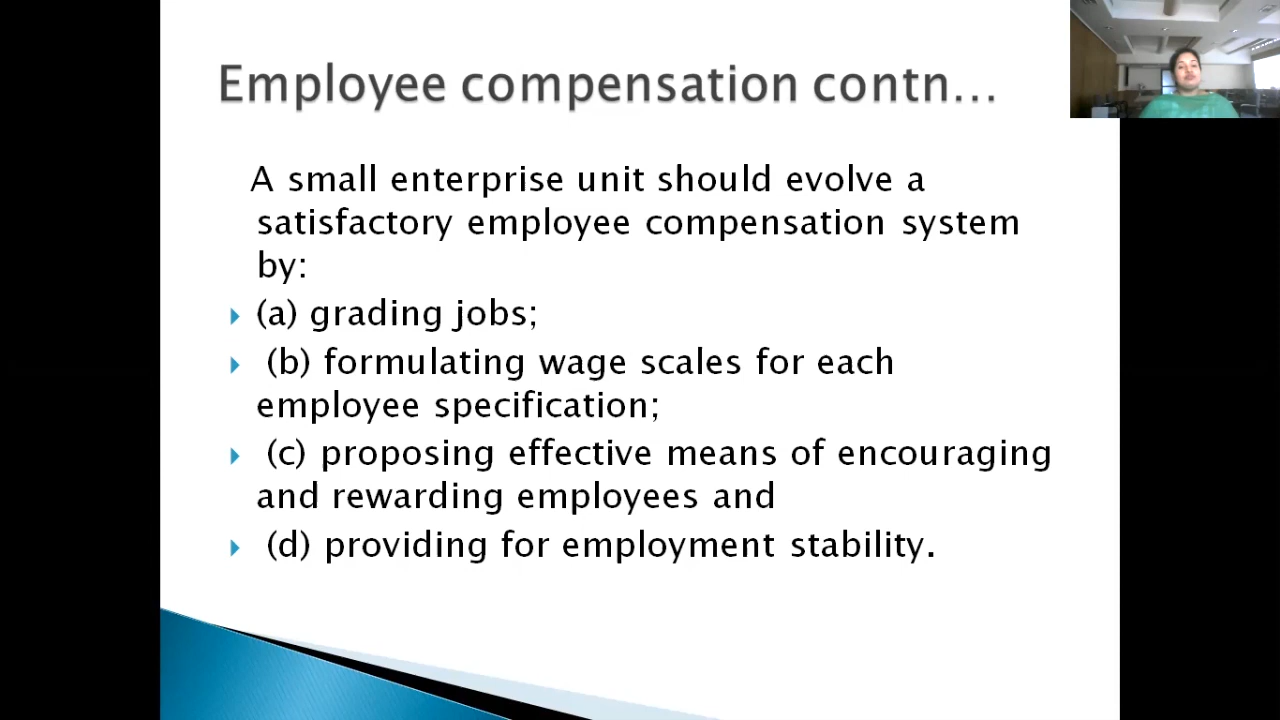 Employee compensation contn...
A small enterprise unit should evolve a
satisfactory employee compensation system
by:
(a) grading jobs;
(b) formulating wage scales for each
employee specification;
(c) proposing effective means of encouraging
and rewarding employees and
(d) providing for employment stability.